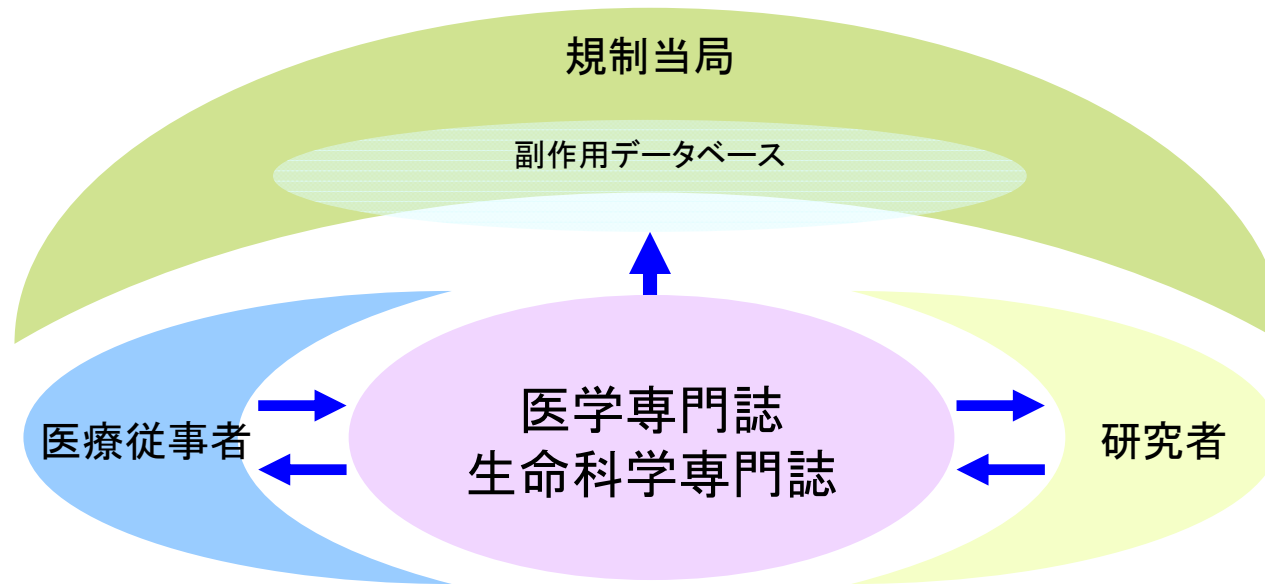 規制当局
副作用データベース
医学専門誌
生命科学専門誌
医療従事者
研究者